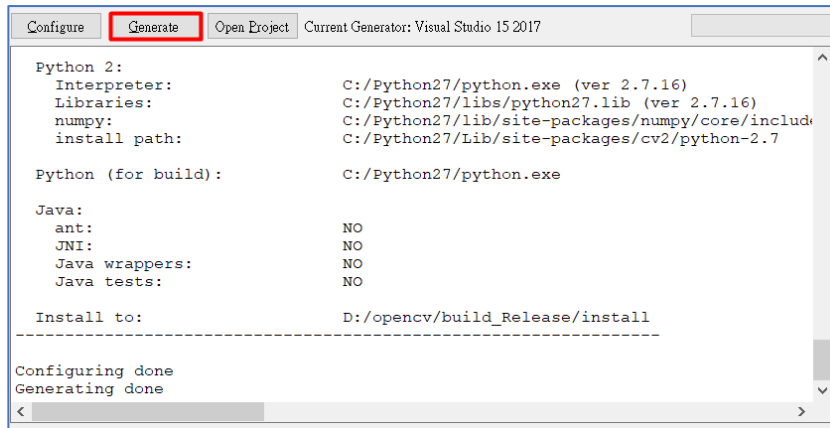 Configure Generate Open Project Current Generator: Visual Studio 15 2017
Python 2:
Interpreter: C:/Python27/python.exe (ver 2.7.16)
Libraries: C:/Python27/libs/python27.lib (ver 2.7.16)
numpy: C:/Python27/lib/site-packages/numpy/core/include
install path: C:/Python27/Lib/site-packages/cv2/python-2.7
Python (for build): C:/Python27/python.exe
Java:
ant: NO
JNI: NO
Java wrappers: NO
Java tests: NO
Install to: D:/opencv/build_Release/install
------------------------------------------------------------------
Configuring done
Generating done